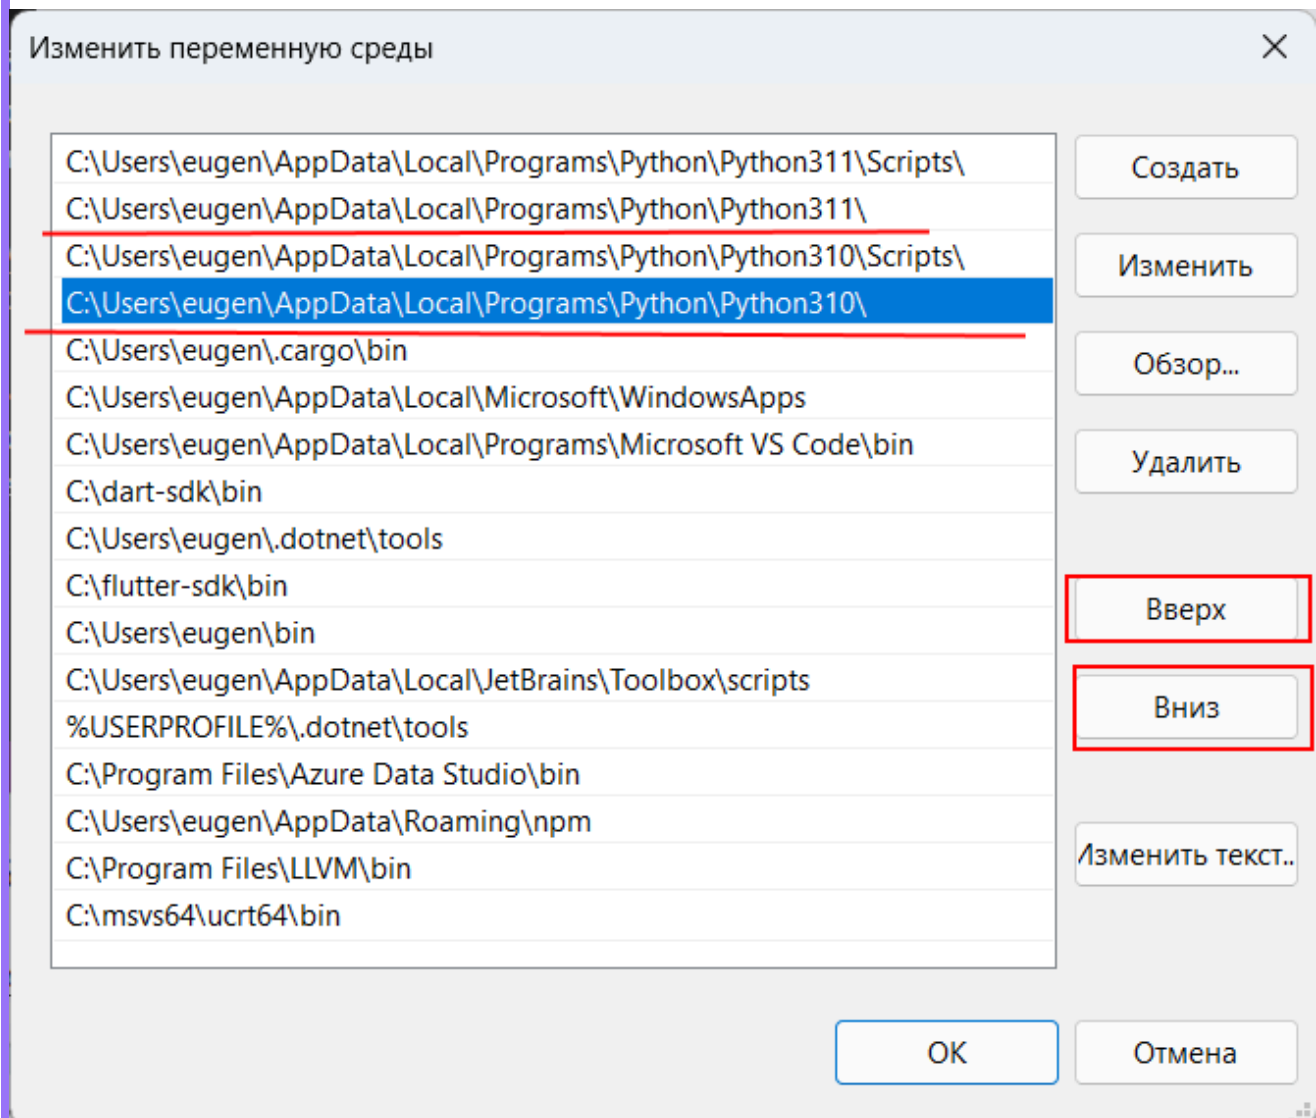 Изменить переменную среды
C:\Users\eugen\AppData\Local\Programs\Python\Python311\Scripts\
Создать
C:\Users\eugen\AppData\Local\Programs\Python\Python311\
C:\Users\eugen\AppData\Local\Programs\Python\Python310\Scripts\
Изменить
C:\Users\eugen\AppData\Local\Programs\Python\Python310\
C:\Users\eugen\.cargo\bin
Обзор...
C:\Users\eugen\AppData\Local\Microsoft\WindowsApps
C:\Users\eugen\AppData\Local\Programs\Microsoft VS Code\bin
Удалить
C:\dart-sdk\bin
C:\Users\eugen\.dotnet\tools
C:\flutter-sdk\bin
Вверх
C:\Users\eugen\bin
C:\Users\eugen\AppData\Local\JetBrains\Toolbox\scripts
Вниз
%USERPROFILE%\.dotnet\tools
C:\Program Files\Azure Data Studio\bin
C:\Users\eugen\AppData\Roaming\npm
Изменить текст..
C:\Program Files\LLVM\bin
C:\msvs64\ucrt64\bin
ОК
Отмена